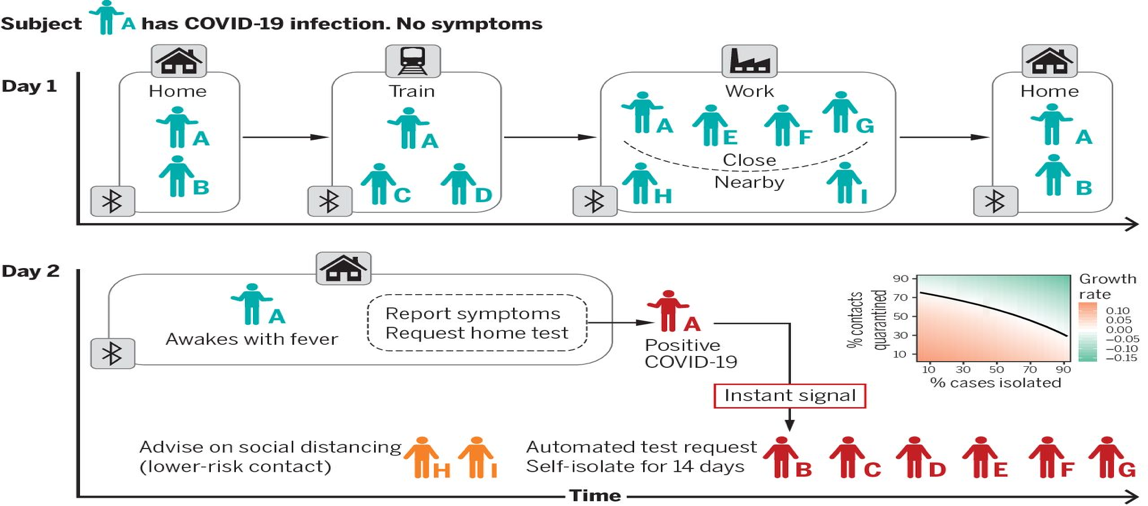 Subject A has COVID-19 infection. No symptoms
Day 1
Home
A
B
Train
A
C D
Work
A E F G
Close
Nearby
H I
Home
A
B
Day 2
A
Awakes with fever
Report symptoms
Request home test
A
Positive
COVID-19
Instant signal
% contacts
quarantined
90
70
50
30
10
10 30 50 70 90
% cases isolated
Growth
rate
0.10
0.05
0.00
−0.05
−0.10
−0.15
Advise on social distancing
(lower-risk contact)
H I
Automated test request
Self-isolate for 14 days
B C D E F G
Time